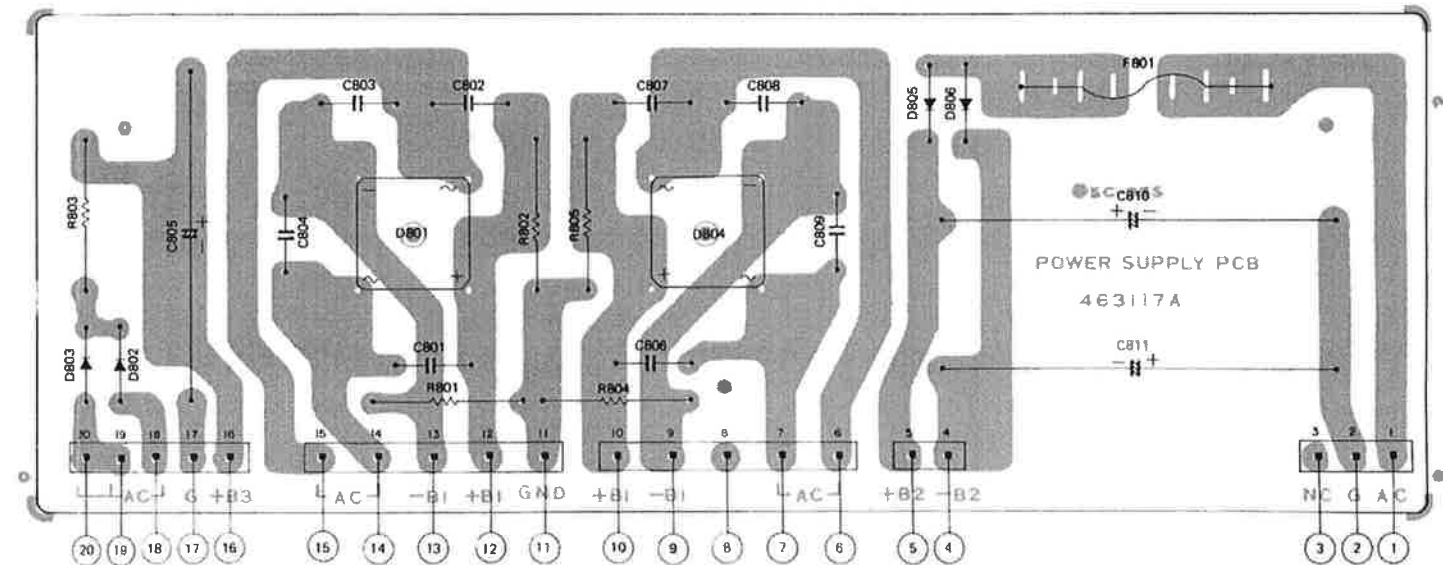 F801
C803
C802
C807
C808
D805
D806
R803
C805
+
−
C804
−
~
D801
~
+
R802
R805
~
−
D804
+
~
C809
C810
+ −
POWER SUPPLY PCB
463117A
D803
D802
C801
R801
C806
R804
C811
− +
20 19 18 17 16 15 14 13 12 11 10 9 8 7 6 5 4 3 2 1
AC G +B3 AC −B1 +B1 GND +B1 −B1 AC +B2 −B2 NC G AC
20 19 18 17 16 15 14 13 12 11 10 9 8 7 6 5 4 3 2 1